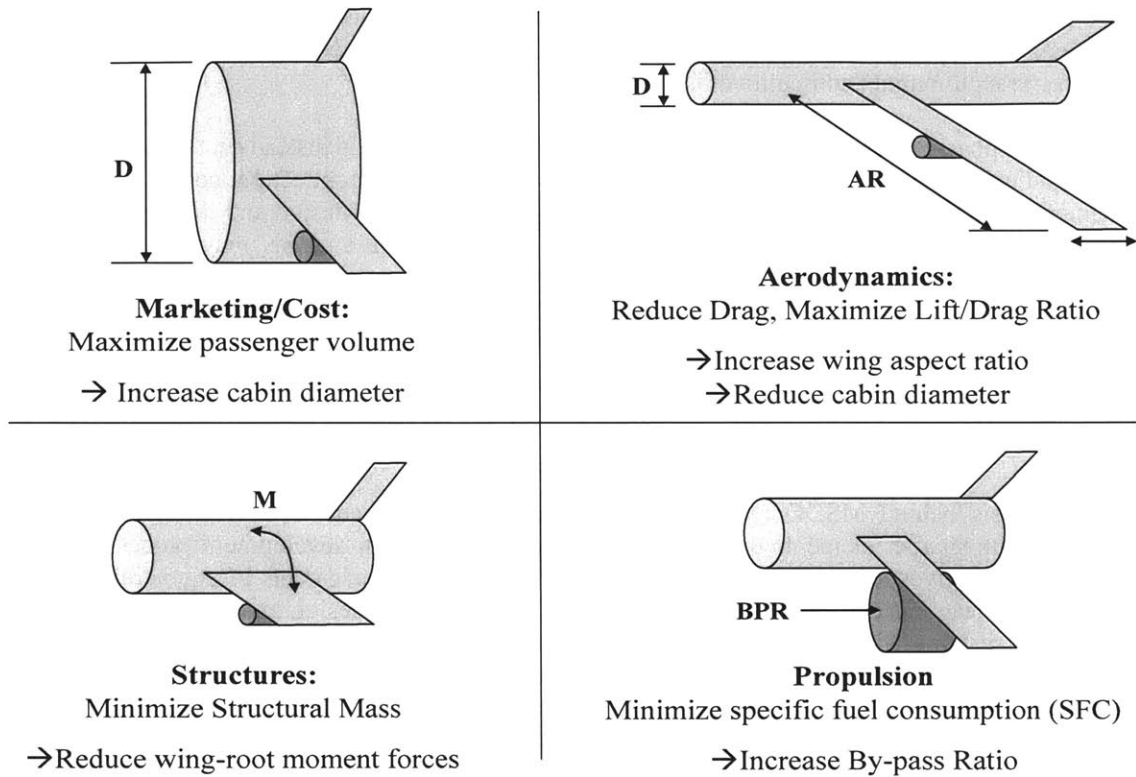 D
Marketing/Cost:
Maximize passenger volume
→ Increase cabin diameter
D
AR
Aerodynamics:
Reduce Drag, Maximize Lift/Drag Ratio
→Increase wing aspect ratio
→Reduce cabin diameter
M
Structures:
Minimize Structural Mass
→Reduce wing-root moment forces
BPR
Propulsion
Minimize specific fuel consumption (SFC)
→Increase By-pass Ratio